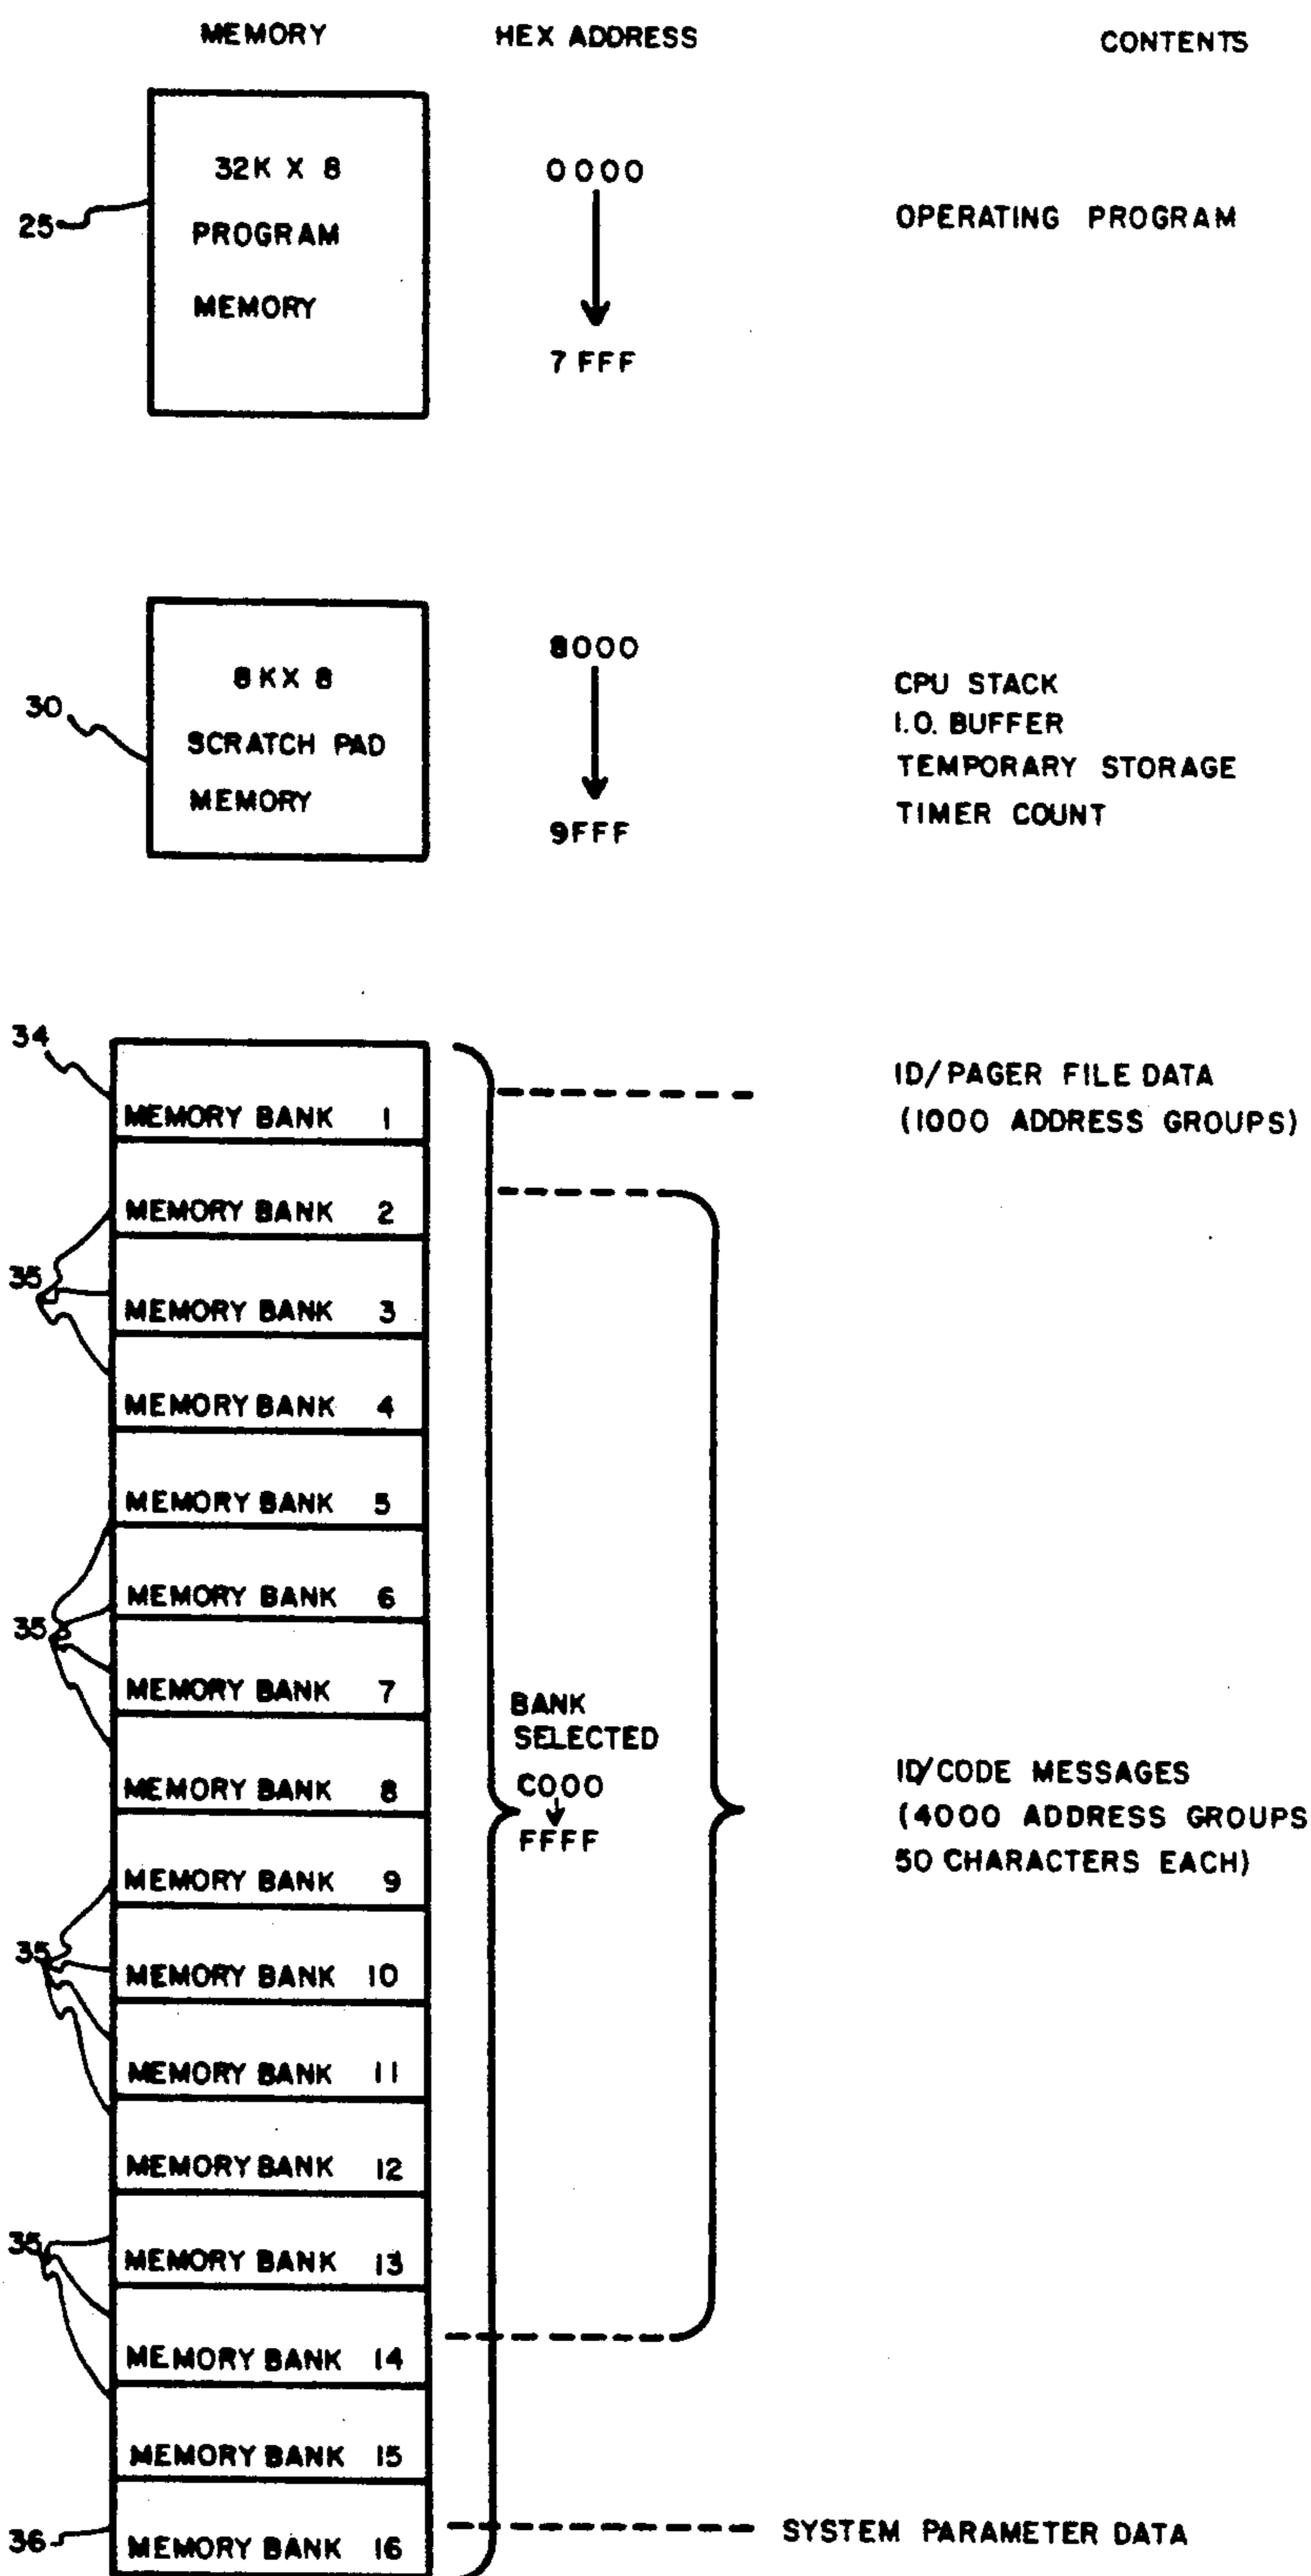 MEMORY HEX ADDRESS CONTENTS
32K X 8
PROGRAM
MEMORY
25
0000
7FFF
OPERATING PROGRAM
8KX 8
SCRATCH PAD
MEMORY
30
8000
9FFF
CPU STACK
I.O. BUFFER
TEMPORARY STORAGE
TIMER COUNT
34
MEMORY BANK 1
ID/PAGER FILE DATA
(1000 ADDRESS GROUPS)
MEMORY BANK 2
35
MEMORY BANK 3
MEMORY BANK 4
MEMORY BANK 5
MEMORY BANK 6
35
MEMORY BANK 7
MEMORY BANK 8
BANK
SELECTED
C000
FFFF
ID/CODE MESSAGES
(4000 ADDRESS GROUPS
50 CHARACTERS EACH)
MEMORY BANK 9
35
MEMORY BANK 10
MEMORY BANK 11
MEMORY BANK 12
35
MEMORY BANK 13
MEMORY BANK 14
MEMORY BANK 15
36
MEMORY BANK 16
SYSTEM PARAMETER DATA